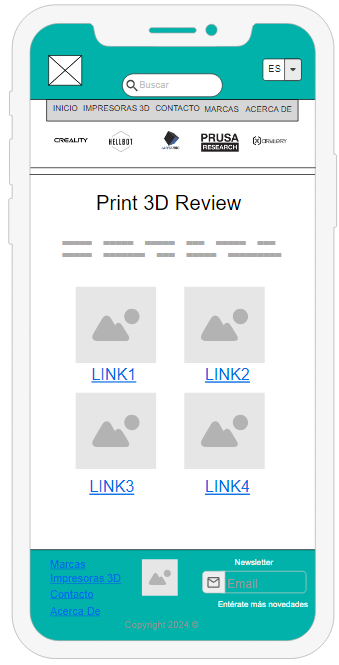 ES
Buscar
INICIO IMPRESORAS 3D CONTACTO MARCAS ACERCA DE
CREALITY HELLBOT PRUSA
RESEARCH
Print 3D Review
LINK1 LINK2
LINK3 LINK4
Marcas
Impresoras 3D
Contacto
Acerca De
Newsletter
Email
Entérate más novedades
Copyright 2024 ©